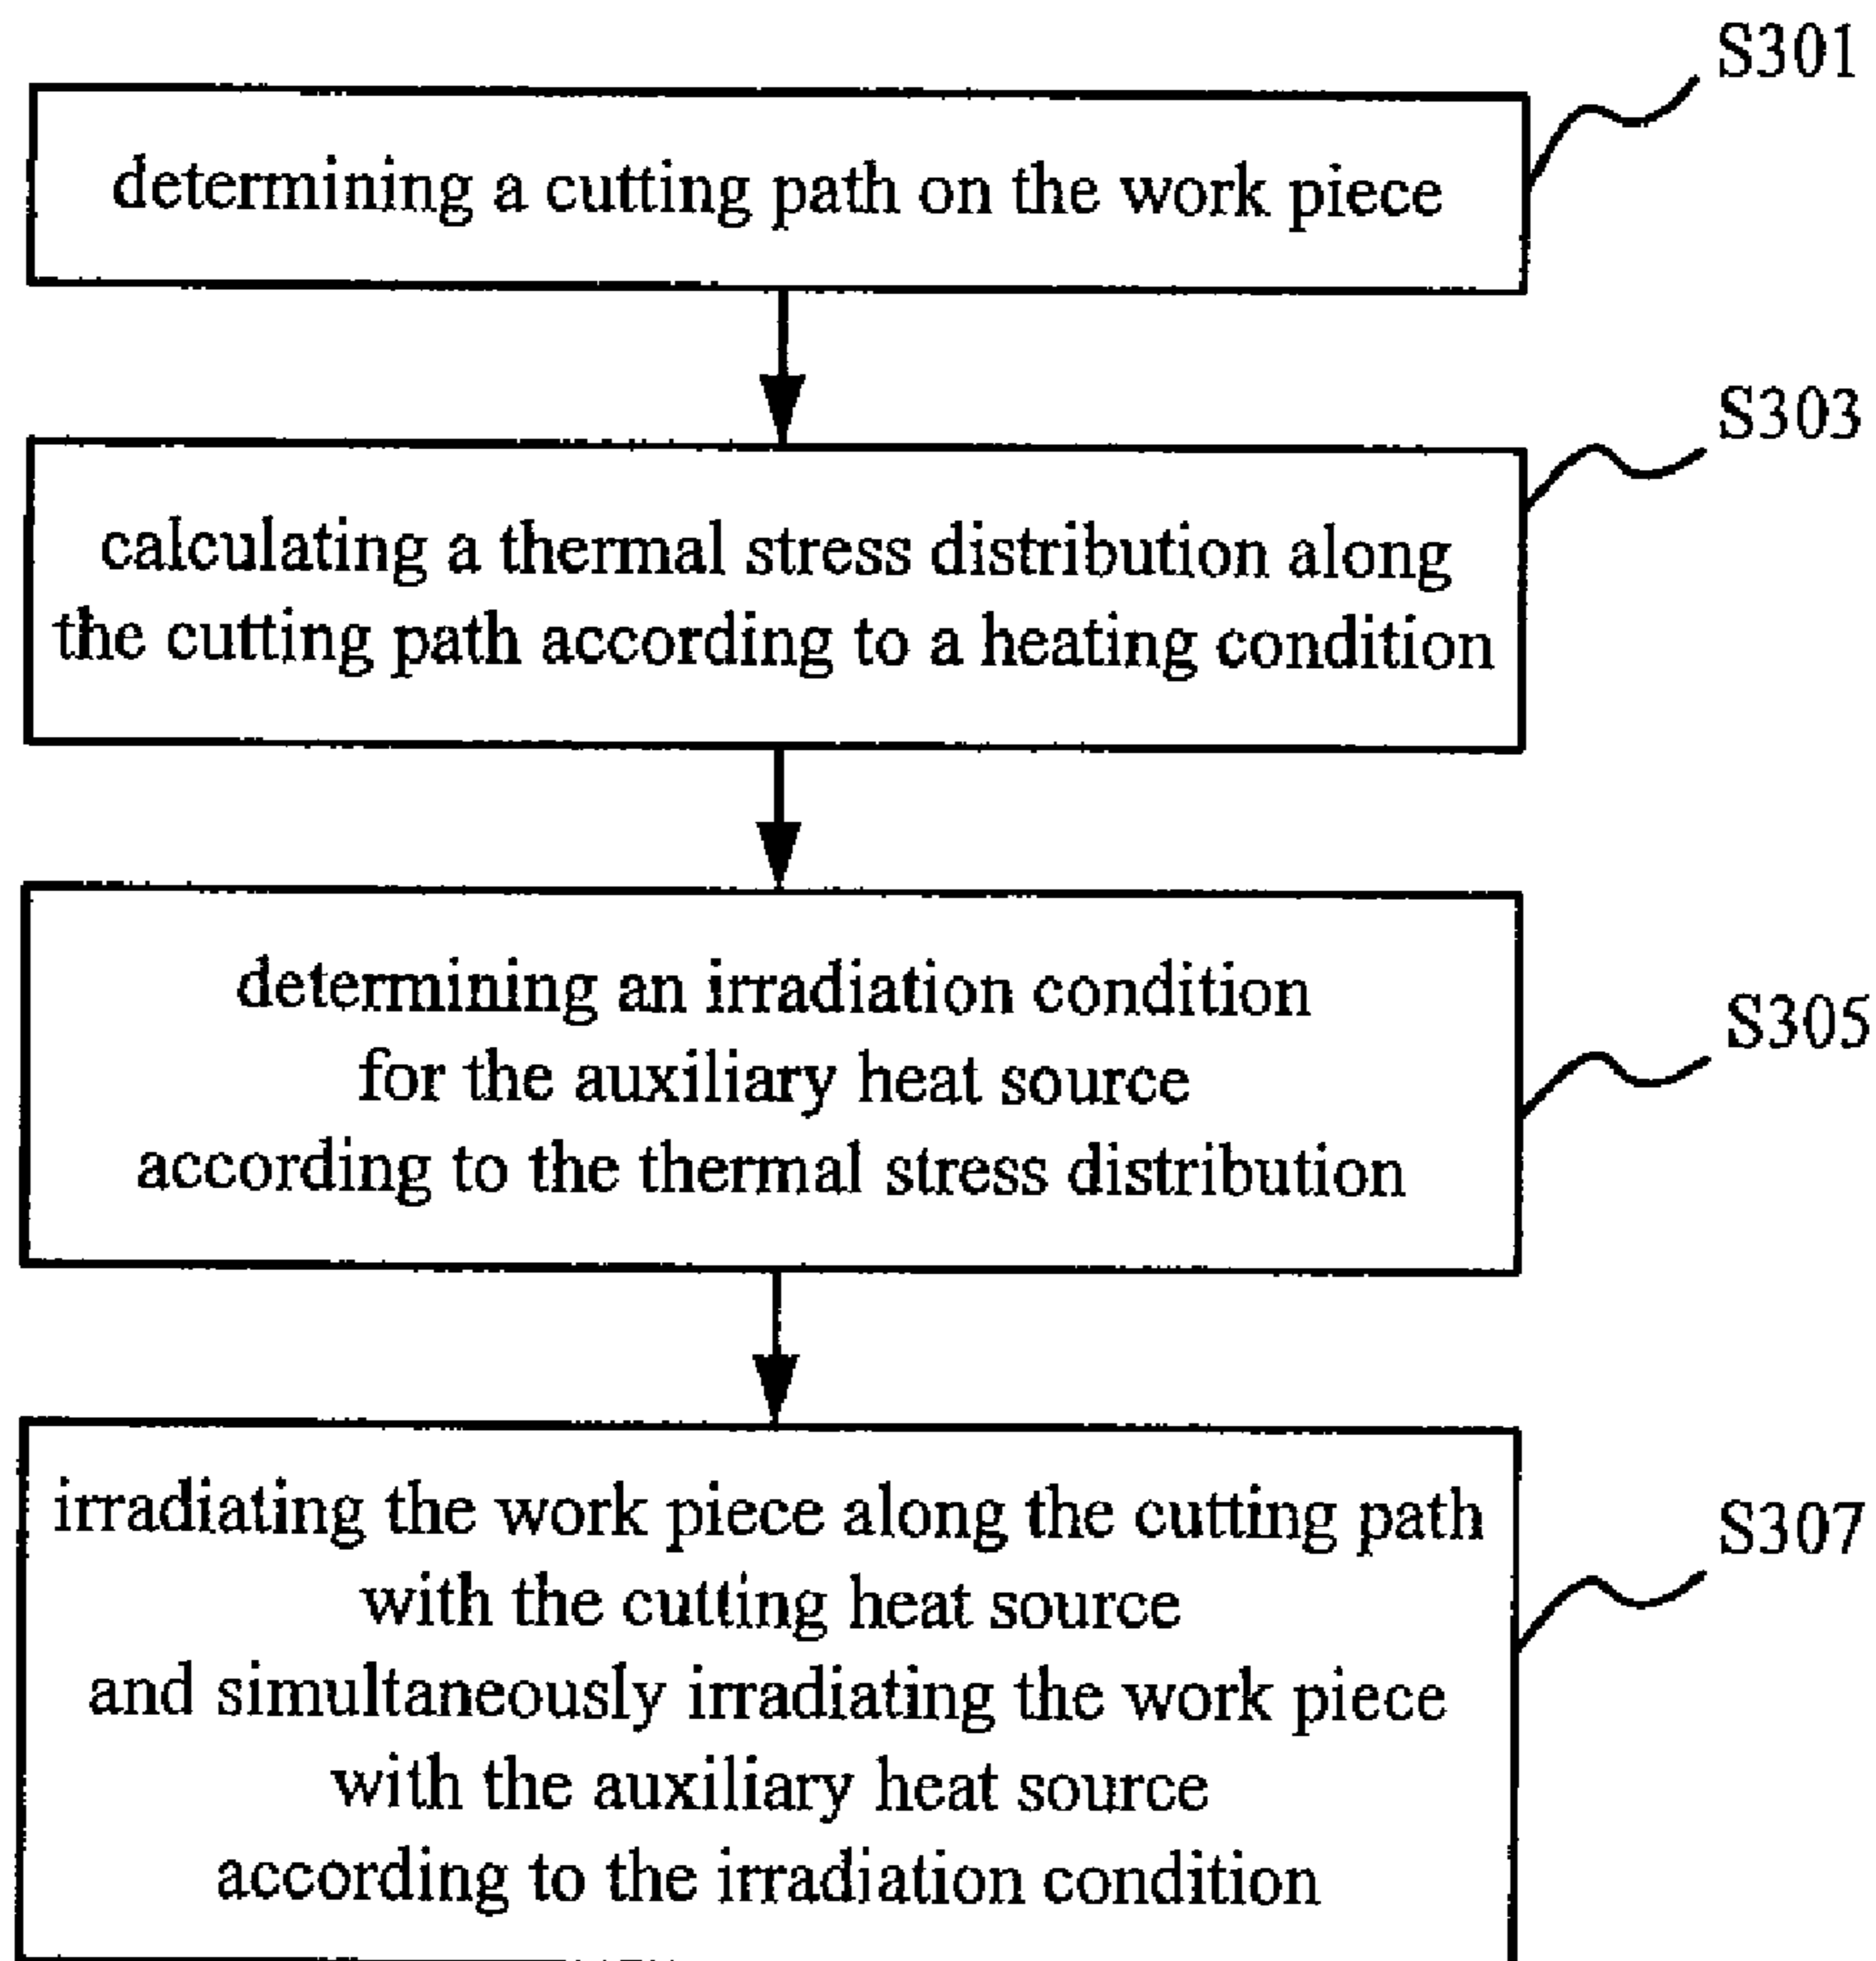 S301
determining a cutting path on the work piece
S303
calculating a thermal stress distribution along
the cutting path according to a heating condition
determining an irradiation condition
for the auxiliary heat source
according to the thermal stress distribution
S305
irradiating the work piece along the cutting path
with the cutting heat source
and simultaneously irradiating the work piece
with the auxiliary heat source
according to the irradiation condition
S307